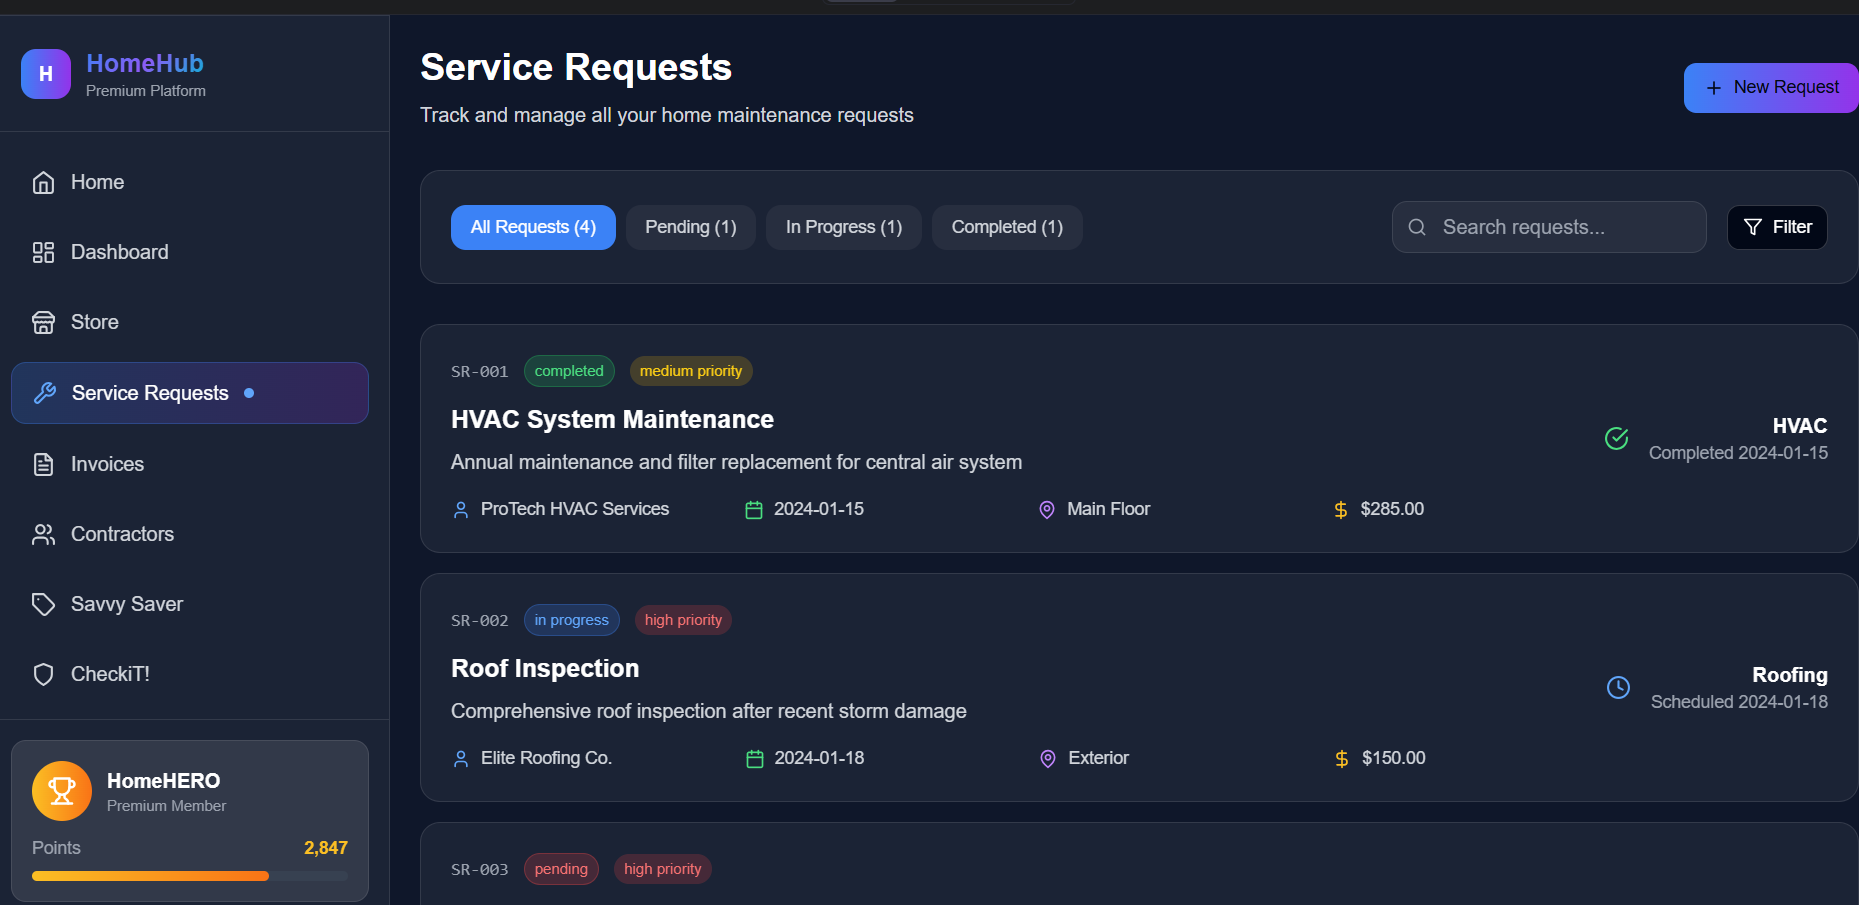 H
HomeHub
Premium Platform
Home
Dashboard
Store
Service Requests
Invoices
Contractors
Savvy Saver
CheckiT!
HomeHERO
Premium Member
Points 2,847
Service Requests
Track and manage all your home maintenance requests
New Request
All Requests (4) Pending (1) In Progress (1) Completed (1) Search requests... Filter
SR-001 completed medium priority
HVAC System Maintenance
Annual maintenance and filter replacement for central air system
ProTech HVAC Services 2024-01-15 Main Floor $285.00
HVAC
Completed 2024-01-15
SR-002 in progress high priority
Roof Inspection
Comprehensive roof inspection after recent storm damage
Elite Roofing Co. 2024-01-18 Exterior $150.00
Roofing
Scheduled 2024-01-18
SR-003 pending high priority